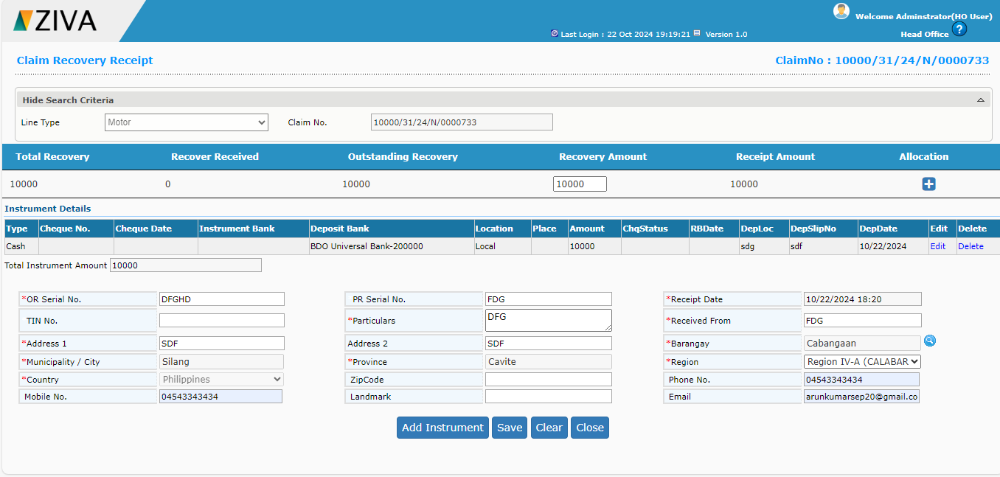 ZIVA
Welcome Adminstrator(HO User)
Last Login : 22 Oct 2024 19:19:21 Version 1.0 Head Office ?
Claim Recovery Receipt ClaimNo : 10000/31/24/N/0000733
Hide Search Criteria
Line Type Motor Claim No. 10000/31/24/N/0000733
Total Recovery Recover Received Outstanding Recovery Recovery Amount Receipt Amount Allocation
10000 0 10000 10000 10000
Instrument Details
Type Cheque No. Cheque Date Instrument Bank Deposit Bank Location Place Amount ChqStatus RBDate DepLoc DepSlipNo DepDate Edit Delete
Cash BDO Universal Bank-200000 Local 10000 sdg sdf 10/22/2024 Edit Delete
Total Instrument Amount 10000
*OR Serial No. DFGHD PR Serial No. FDG *Receipt Date 10/22/2024 18:20
TIN No. *Particulars DFG *Received From FDG
*Address 1 SDF Address 2 SDF *Barangay Cabangaan
*Municipality / City Silang *Province Cavite *Region Region IV-A (CALABAR
*Country Philippines ZipCode Phone No. 04543343434
Mobile No. 04543343434 Landmark Email arunkumarsep20@gmail.co
Add Instrument Save Clear Close